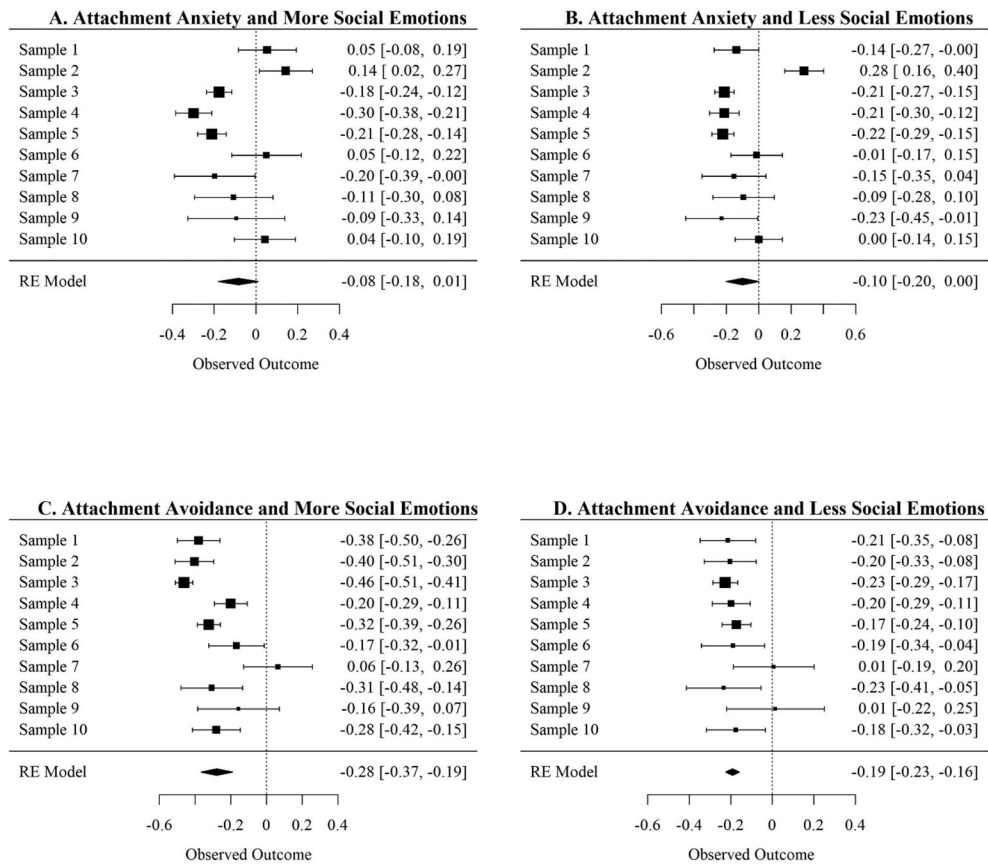 A. Attachment Anxiety and More Social Emotions
Sample 1 0.05 [-0.08, 0.19]
Sample 2 0.14 [ 0.02, 0.27]
Sample 3 -0.18 [-0.24, -0.12]
Sample 4 -0.30 [-0.38, -0.21]
Sample 5 -0.21 [-0.28, -0.14]
Sample 6 0.05 [-0.12, 0.22]
Sample 7 -0.20 [-0.39, -0.00]
Sample 8 -0.11 [-0.30, 0.08]
Sample 9 -0.09 [-0.33, 0.14]
Sample 10 0.04 [-0.10, 0.19]
RE Model -0.08 [-0.18, 0.01]
-0.4 -0.2 0 0.2 0.4
Observed Outcome
B. Attachment Anxiety and Less Social Emotions
Sample 1 -0.14 [-0.27, -0.00]
Sample 2 0.28 [ 0.16, 0.40]
Sample 3 -0.21 [-0.27, -0.15]
Sample 4 -0.21 [-0.30, -0.12]
Sample 5 -0.22 [-0.29, -0.15]
Sample 6 -0.01 [-0.17, 0.15]
Sample 7 -0.15 [-0.35, 0.04]
Sample 8 -0.09 [-0.28, 0.10]
Sample 9 -0.23 [-0.45, -0.01]
Sample 10 0.00 [-0.14, 0.15]
RE Model -0.10 [-0.20, 0.00]
-0.6 -0.2 0 0.2 0.6
Observed Outcome
C. Attachment Avoidance and More Social Emotions
Sample 1 -0.38 [-0.50, -0.26]
Sample 2 -0.40 [-0.51, -0.30]
Sample 3 -0.46 [-0.51, -0.41]
Sample 4 -0.20 [-0.29, -0.11]
Sample 5 -0.32 [-0.39, -0.26]
Sample 6 -0.17 [-0.32, -0.01]
Sample 7 0.06 [-0.13, 0.26]
Sample 8 -0.31 [-0.48, -0.14]
Sample 9 -0.16 [-0.39, 0.07]
Sample 10 -0.28 [-0.42, -0.15]
RE Model -0.28 [-0.37, -0.19]
-0.6 -0.2 0 0.2 0.4
Observed Outcome
D. Attachment Avoidance and Less Social Emotions
Sample 1 -0.21 [-0.35, -0.08]
Sample 2 -0.20 [-0.33, -0.08]
Sample 3 -0.23 [-0.29, -0.17]
Sample 4 -0.20 [-0.29, -0.11]
Sample 5 -0.17 [-0.24, -0.10]
Sample 6 -0.19 [-0.34, -0.04]
Sample 7 0.01 [-0.19, 0.20]
Sample 8 -0.23 [-0.41, -0.05]
Sample 9 0.01 [-0.22, 0.25]
Sample 10 -0.18 [-0.32, -0.03]
RE Model -0.19 [-0.23, -0.16]
-0.6 -0.2 0 0.2 0.4
Observed Outcome